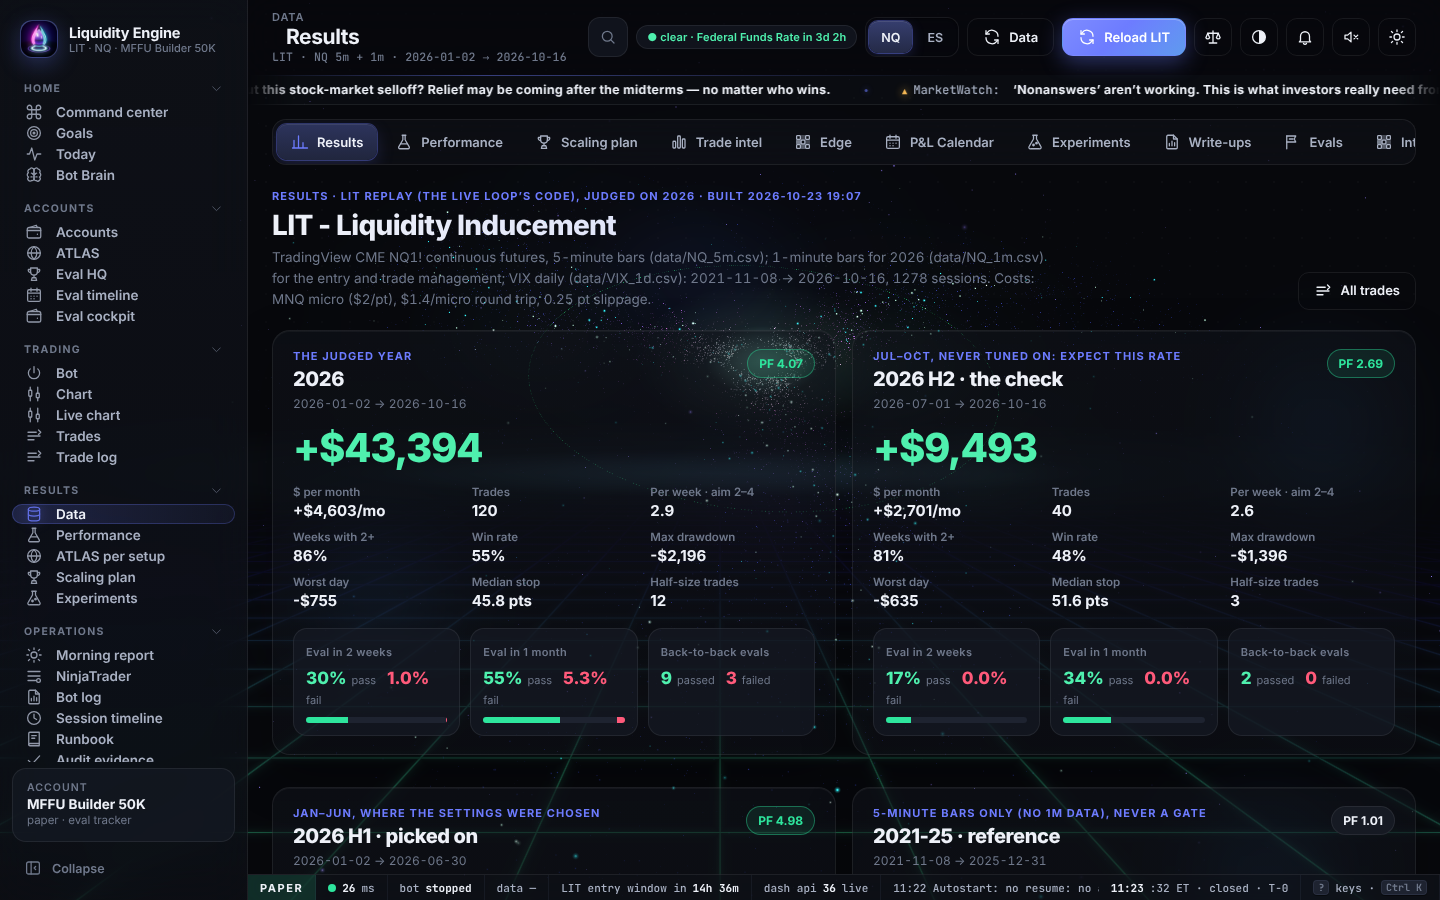 Liquidity Engine
LIT · NQ · MFFU Builder 50K
HOME
Command center
Goals
Today
Bot Brain
ACCOUNTS
Accounts
ATLAS
Eval HQ
Eval timeline
Eval cockpit
TRADING
Bot
Chart
Live chart
Trades
Trade log
RESULTS
Data
Performance
ATLAS per setup
Scaling plan
Experiments
OPERATIONS
Morning report
NinjaTrader
Bot log
Session timeline
Runbook
Audit evidence
ACCOUNT
MFFU Builder 50K
paper · eval tracker
Collapse
DATA
Results
LIT · NQ 5m + 1m · 2026-01-02 → 2026-10-16
clear · Federal Funds Rate in 3d 2h
NQ ES
Data
Reload LIT
this stock-market selloff? Relief may be coming after the midterms — no matter who wins. • ▲ MarketWatch: ‘Nonanswers’ aren’t working. This is what investors really need
Results Performance Scaling plan Trade intel Edge P&L Calendar Experiments Write-ups Evals Int
RESULTS · LIT REPLAY (THE LIVE LOOP’S CODE), JUDGED ON 2026 · BUILT 2026-10-23 19:07
LIT - Liquidity Inducement
TradingView CME NQ1! continuous futures, 5-minute bars (data/NQ_5m.csv); 1-minute bars for 2026 (data/NQ_1m.csv)
for the entry and trade management; VIX daily (data/VIX_1d.csv): 2021-11-08 → 2026-10-16, 1278 sessions. Costs:
MNQ micro ($2/pt), $1.4/micro round trip, 0.25 pt slippage.
All trades
THE JUDGED YEAR
2026
PF 4.07
2026-01-02 → 2026-10-16
+$43,394
$ per month Trades Per week · aim 2–4
+$4,603/mo 120 2.9
Weeks with 2+ Win rate Max drawdown
86% 55% -$2,196
Worst day Median stop Half-size trades
-$755 45.8 pts 12
Eval in 2 weeks
30% pass 1.0%
fail
Eval in 1 month
55% pass 5.3%
fail
Back-to-back evals
9 passed 3 failed
JUL–OCT, NEVER TUNED ON: EXPECT THIS RATE
2026 H2 · the check
PF 2.69
2026-07-01 → 2026-10-16
+$9,493
$ per month Trades Per week · aim 2–4
+$2,701/mo 40 2.6
Weeks with 2+ Win rate Max drawdown
81% 48% -$1,396
Worst day Median stop Half-size trades
-$635 51.6 pts 3
Eval in 2 weeks
17% pass 0.0%
fail
Eval in 1 month
34% pass 0.0%
fail
Back-to-back evals
2 passed 0 failed
JAN–JUN, WHERE THE SETTINGS WERE CHOSEN
2026 H1 · picked on
PF 4.98
2026-01-02 → 2026-06-30
5-MINUTE BARS ONLY (NO 1M DATA), NEVER A GATE
2021-25 · reference
PF 1.01
2021-11-08 → 2025-12-31
PAPER 26 ms bot stopped data — LIT entry window in 14h 36m dash api 36 live 11:22 Autostart: no resume: no 11:23 :32 ET · closed · T-0 ? keys · Ctrl K